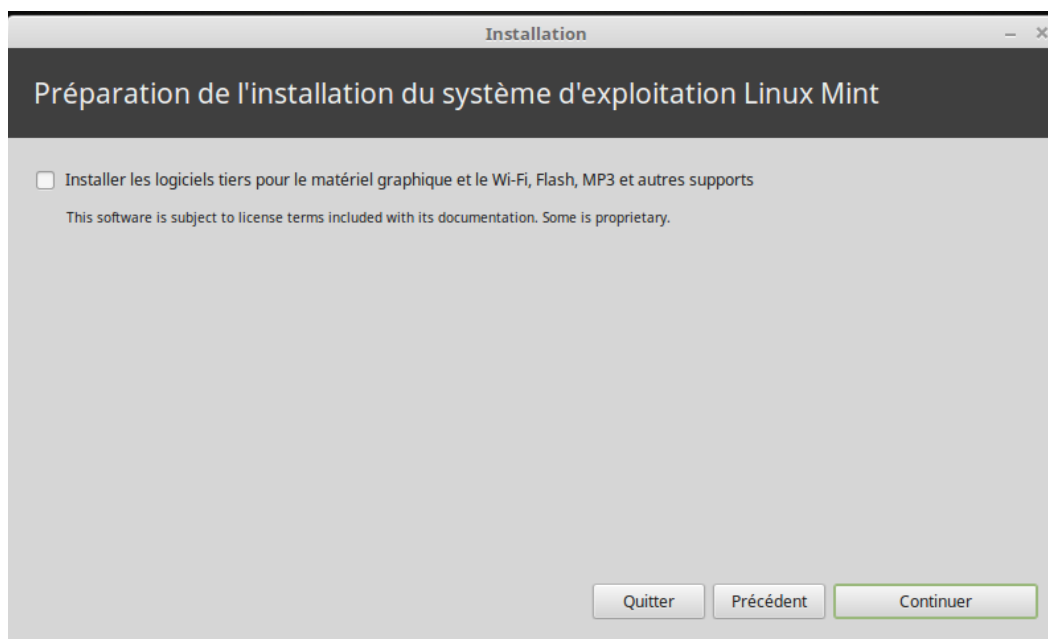 Installation
Préparation de l'installation du système d'exploitation Linux Mint
Installer les logiciels tiers pour le matériel graphique et le Wi-Fi, Flash, MP3 et autres supports
This software is subject to license terms included with its documentation. Some is proprietary.
Quitter Précédent Continuer